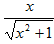 x
√x² + 1